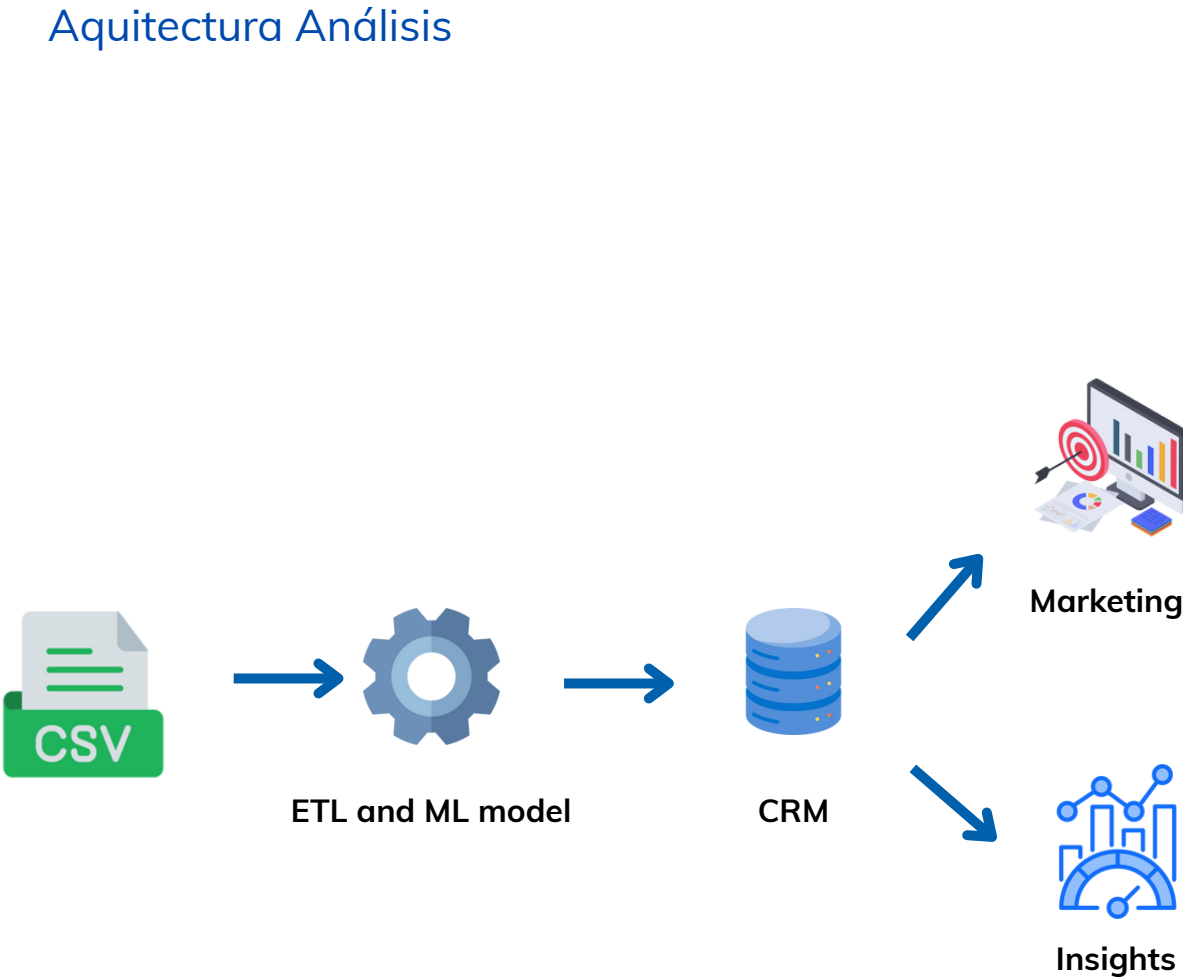 Aquitectura Análisis
Marketing
CSV
ETL and ML model
CRM
Insights